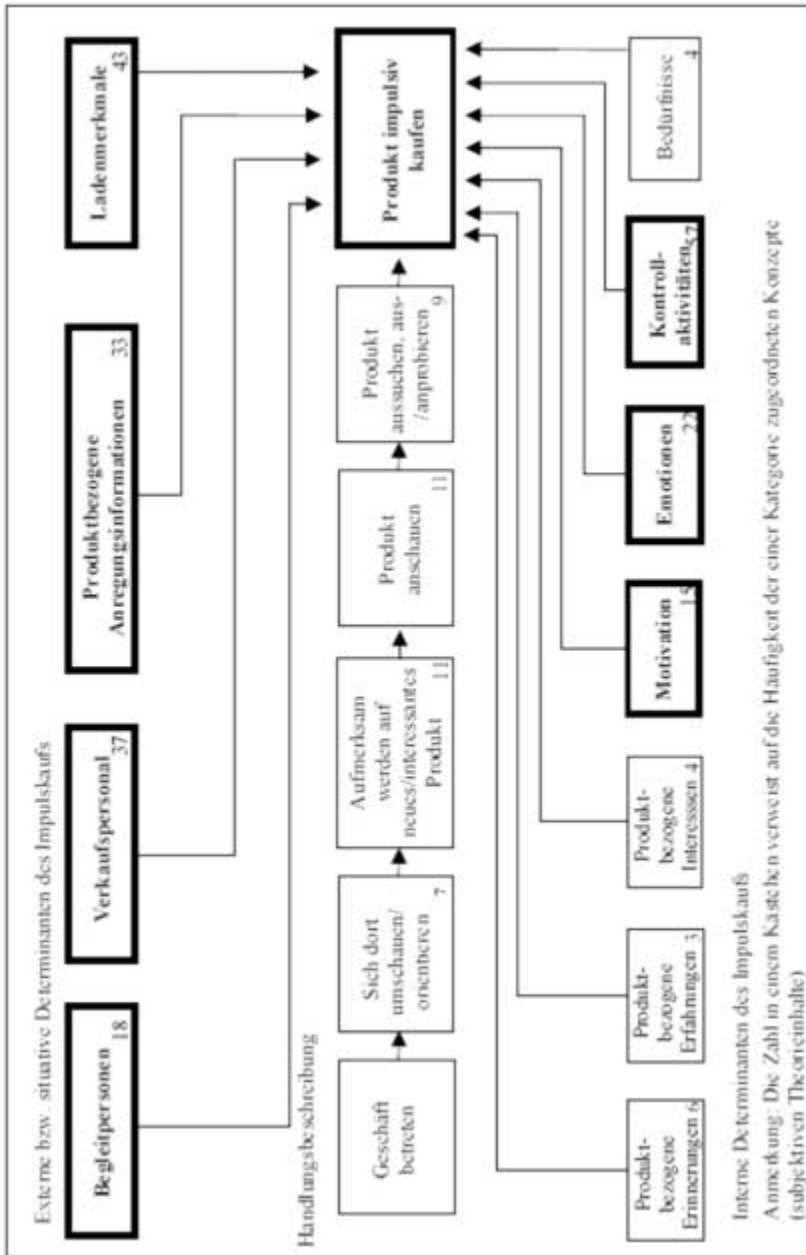 Externe bzw. situative Determinanten des Impulskaufs
Begleitpersonen
18
Verkaufspersonal
37
Produktbezogene
Anregungsinformationen
33
Ladenmerkmale
43
Handlungsbeschreibung
Geschäft
betreten
Sich dort
umschauen/
orientieren
7
Aufmerksam
werden auf
neues/interessantes
Produkt
11
Produkt
anschauen
11
Produkt
aussuchen, aus-
/anprobieren
9
Produkt impulsiv
kaufen
Produkt-
bezogene
Erinnerungen 6
Produkt-
bezogene
Erfahrungen 3
Produkt-
bezogene
Interessen 4
Motivation
15
Emotionen
22
Kontroll-
aktivitäten
57
Bedürfnisse
4
Interne Determinanten des Impulskaufs
Anmerkung: Die Zahl in einem Kästchen verweist auf die Häufigkeit der einer Kategorie zugeordneten Konzepte
(subjektiven Theorieinhalte)